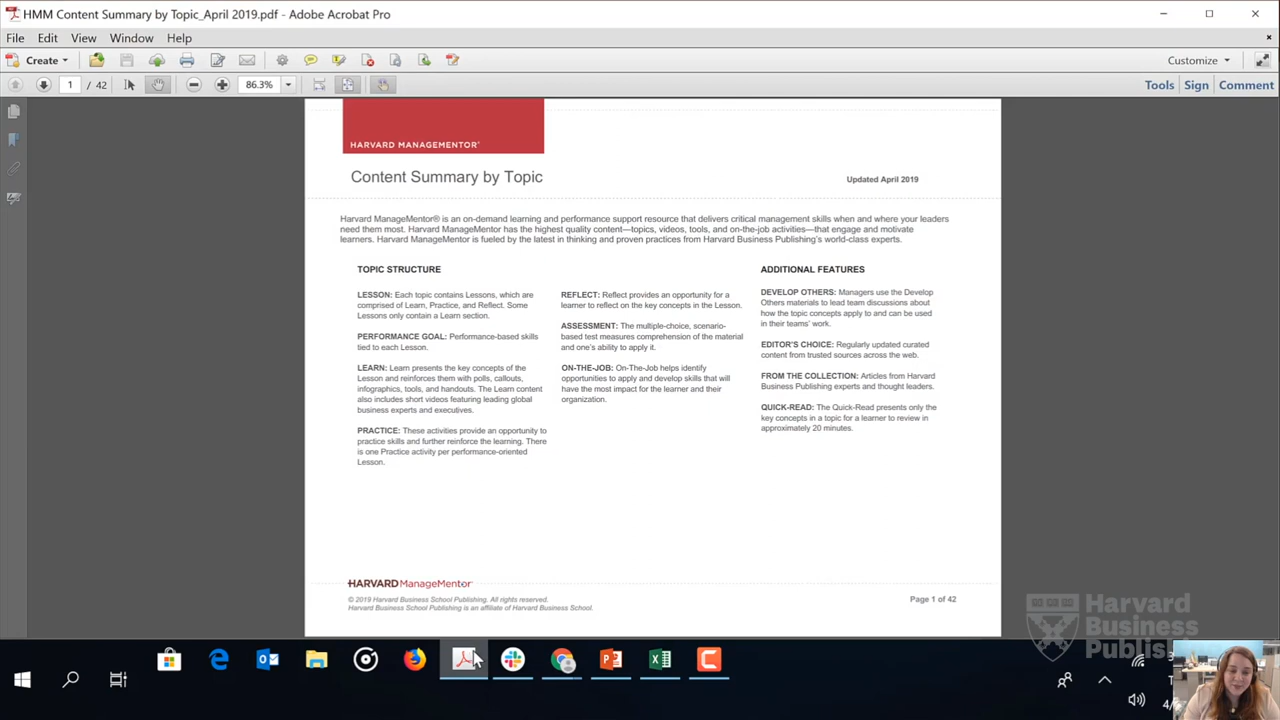 HMM Content Summary by Topic_April 2019.pdf - Adobe Acrobat Pro
File Edit View Window Help
Create
Customize
1 / 42
86.3%
Tools Sign Comment
HARVARD MANAGEMENTOR®
Content Summary by Topic
Updated April 2019
Harvard ManageMentor® is an on-demand learning and performance support resource that delivers critical management skills when and where your leaders
need them most. Harvard ManageMentor has the highest quality content—topics, videos, tools, and on-the-job activities—that engage and motivate
learners. Harvard ManageMentor is fueled by the latest in thinking and proven practices from Harvard Business Publishing's world-class experts.
TOPIC STRUCTURE
LESSON: Each topic contains Lessons, which are
comprised of Learn, Practice, and Reflect. Some
Lessons only contain a Learn section.
PERFORMANCE GOAL: Performance-based skills
tied to each Lesson.
LEARN: Learn presents the key concepts of the
Lesson and reinforces them with polls, callouts,
infographics, tools, and handouts. The Learn content
also includes short videos featuring leading global
business experts and executives.
PRACTICE: These activities provide an opportunity to
practice skills and further reinforce the learning. There
is one Practice activity per performance-oriented
Lesson.
REFLECT: Reflect provides an opportunity for a
learner to reflect on the key concepts in the Lesson.
ASSESSMENT: The multiple-choice, scenario-
based test measures comprehension of the material
and one's ability to apply it.
ON-THE-JOB: On-The-Job helps identify
opportunities to apply and develop skills that will
have the most impact for the learner and their
organization.
ADDITIONAL FEATURES
DEVELOP OTHERS: Managers use the Develop
Others materials to lead team discussions about
how the topic concepts apply to and can be used
in their teams' work.
EDITOR'S CHOICE: Regularly updated curated
content from trusted sources across the web.
FROM THE COLLECTION: Articles from Harvard
Business Publishing experts and thought leaders.
QUICK-READ: The Quick-Read presents only the
key concepts in a topic for a learner to review in
approximately 20 minutes.
HARVARD ManageMentor®
© 2019 Harvard Business School Publishing. All rights reserved.
Harvard Business School Publishing is an affiliate of Harvard Business School.
Page 1 of 42
Harvard
Business
Publis
4/